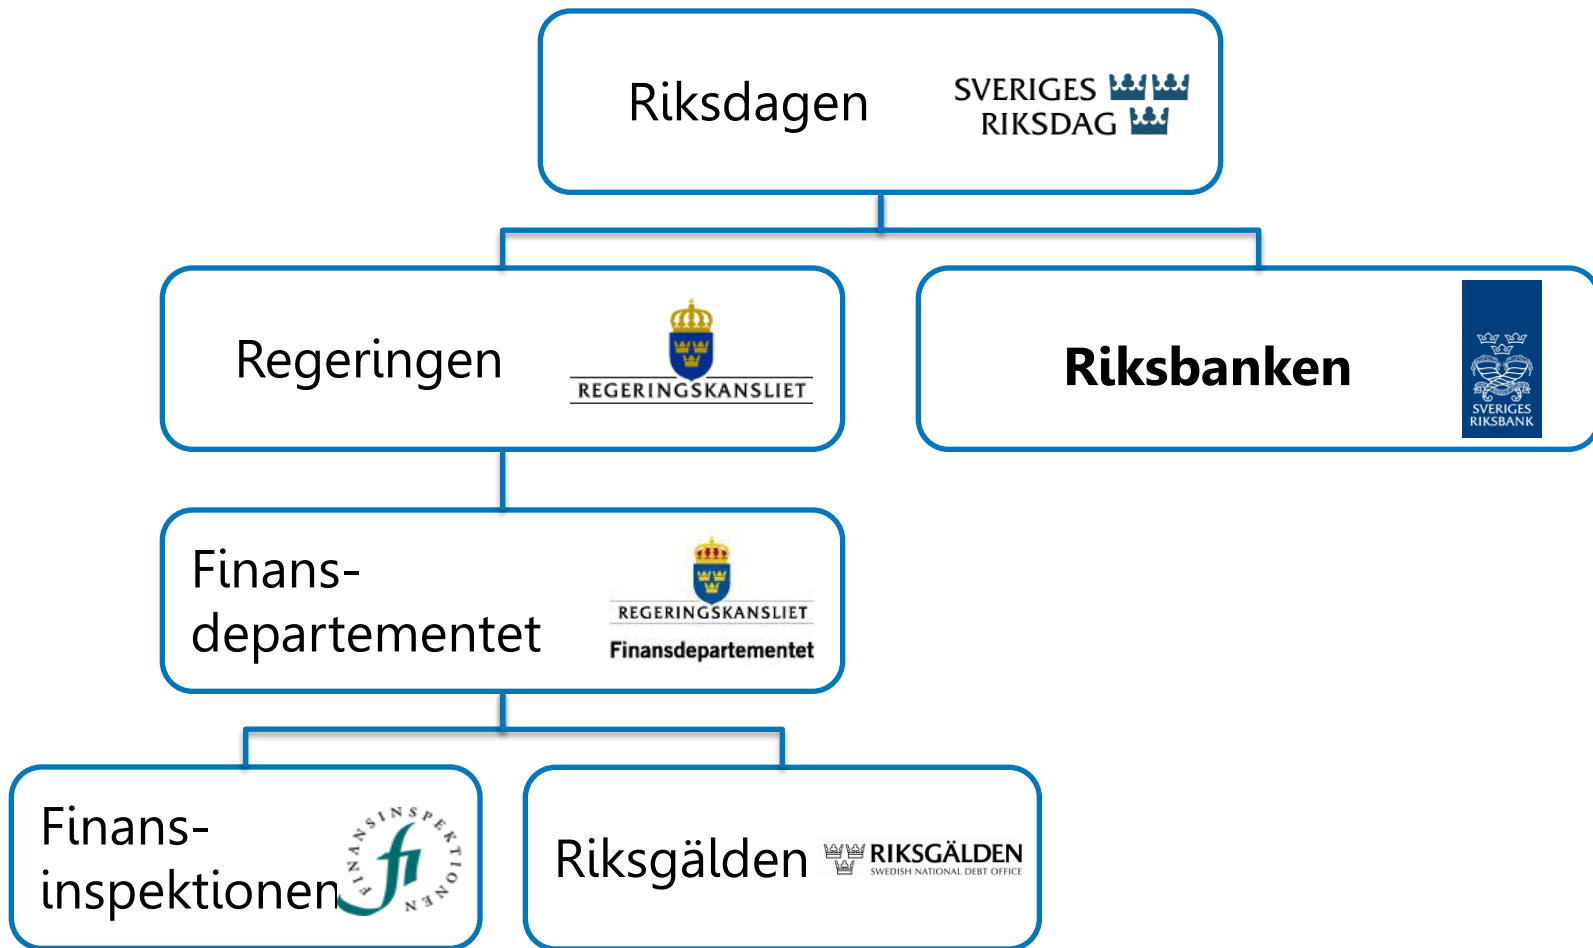 Riksdagen
SVERIGES
RIKSDAG
Regeringen
REGERINGSKANSLIET
Riksbanken
SVERIGES
RIKSBANK
Finans-
departementet
REGERINGSKANSLIET
Finansdepartementet
Finans-
inspektionen
FINANSINSPEKTIONEN
fi
Riksgälden
RIKSGÄLDEN
SWEDISH NATIONAL DEBT OFFICE